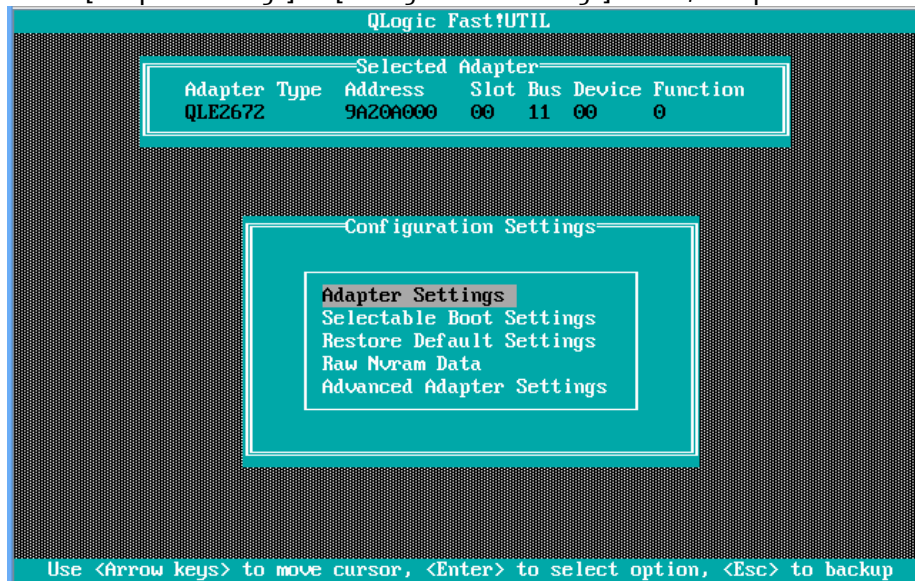 QLogic Fast!UTIL
Selected Adapter
Adapter Type Address Slot Bus Device Function
QLE2672 9A20A000 00 11 00 0
Configuration Settings
Adapter Settings
Selectable Boot Settings
Restore Default Settings
Raw Nvram Data
Advanced Adapter Settings
Use <Arrow keys> to move cursor, <Enter> to select option, <Esc> to backup